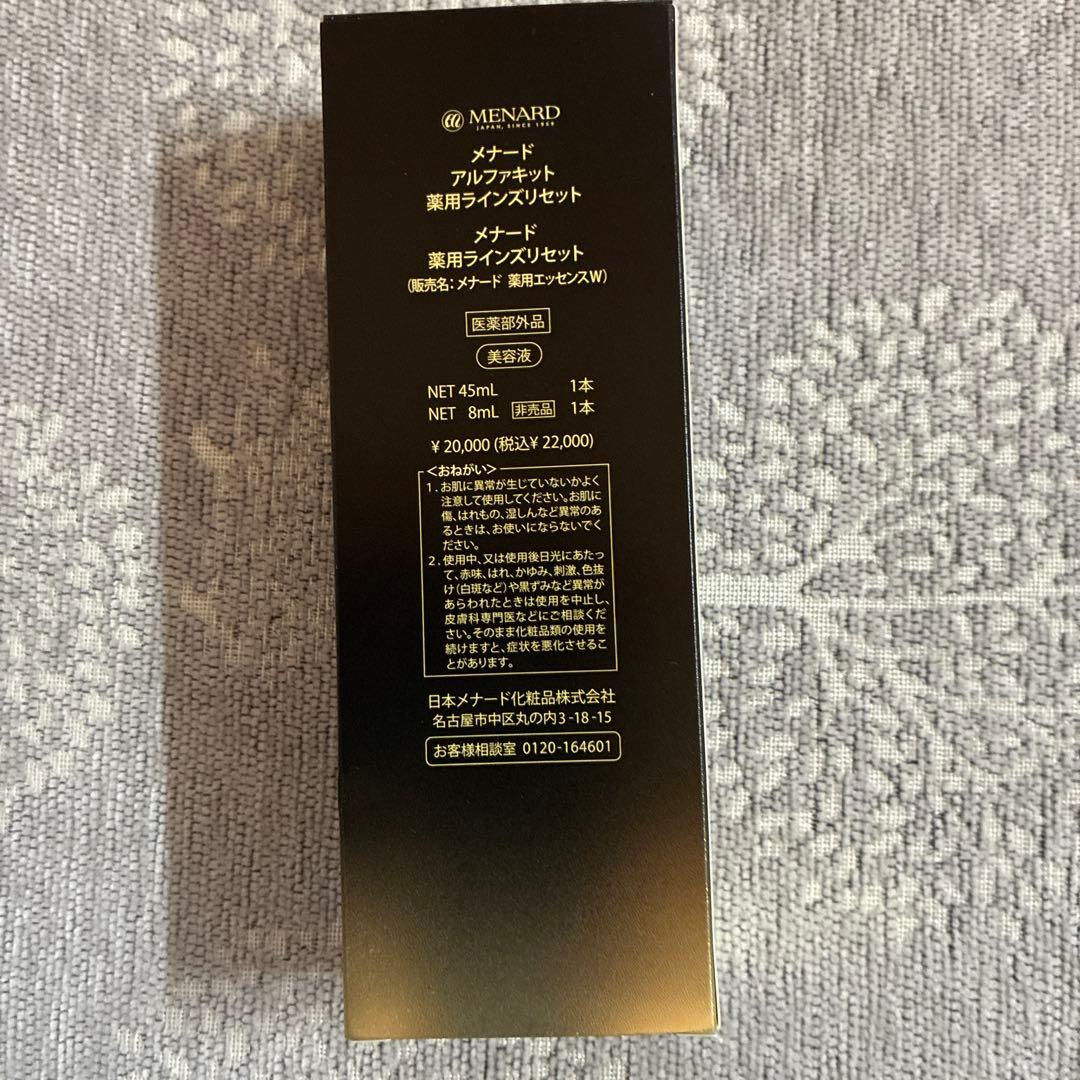 MENARD
JAPAN, SINCE 1959
メナード
アルファキット
薬用ラインズリセット
メナード
薬用ラインズリセット
(販売名:メナード 薬用エッセンスW)
医薬部外品
美容液
NET 45mL 1本
NET 8mL 非売品 1本
¥20,000 (税込¥22,000)
<おねがい>
1.お肌に異常が生じていないかよく
注意して使用してください。お肌に
傷、はれもの、湿しんなど異常のあ
るときは、お使いにならないでく
ださい。
2.使用中、又は使用後日光にあたっ
て、赤味、はれ、かゆみ、刺激、色抜
け(白斑など)や黒ずみなど異常が
あらわれたときは使用を中止し、
皮膚科専門医などにご相談くだ
さい。そのまま化粧品類の使用を
続けますと、症状を悪化させるこ
とがあります。
日本メナード化粧品株式会社
名古屋市中区丸の内3-18-15
お客様相談室 0120-164601